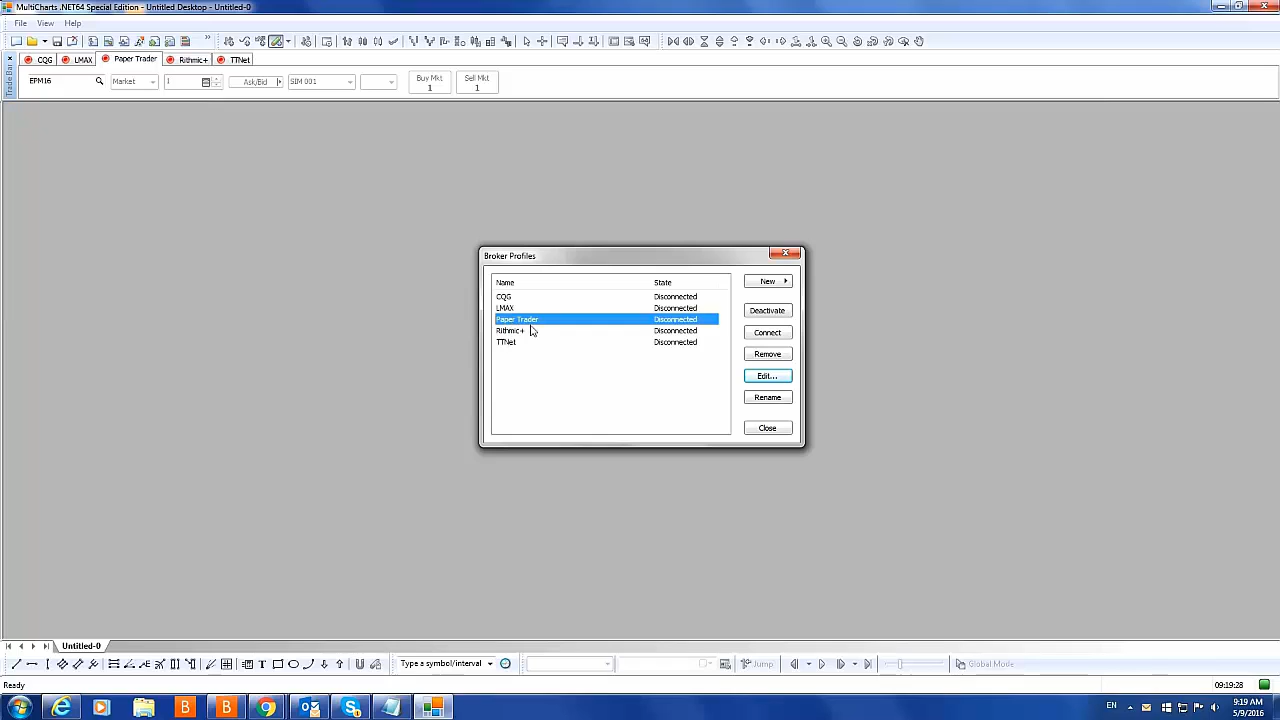 MultiCharts .NET64 Special Edition - Untitled Desktop - Untitled-0
File View Help
CQG LMAX Paper Trader Rithmic+ TTNet
Trade Bar
EPM16 Market 1 Ask/Bid SIM 001 Buy Mkt 1 Sell Mkt 1
Broker Profiles
Name State
CQG Disconnected
LMAX Disconnected
Paper Trader Disconnected
Rithmic+ Disconnected
TTNet Disconnected
New
Deactivate
Connect
Remove
Edit...
Rename
Close
Untitled-0
Type a symbol/interval Jump Global Mode
Ready 09:19:28
EN 9:19 AM
5/9/2016